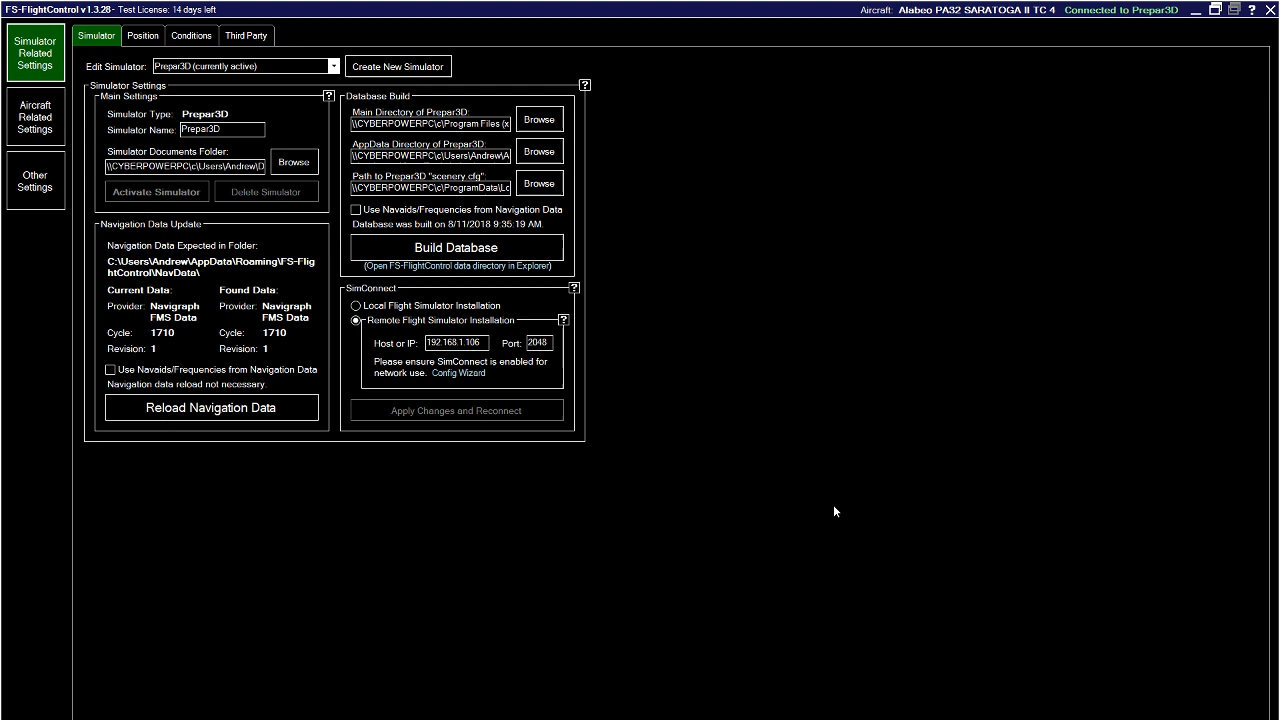 FS-FlightControl v1.3.28 - Test License: 14 days left
Aircraft: Alabeo PA32 SARATOGA II TC 4 Connected to Prepar3D
Simulator Related Settings
Aircraft Related Settings
Other Settings
Simulator Position Conditions Third Party
Edit Simulator: Prepar3D (currently active) Create New Simulator
Simulator Settings ?
Main Settings ?
Simulator Type: Prepar3D
Simulator Name: Prepar3D
Simulator Documents Folder:
\\CYBERPOWERPC\c\Users\Andrew\D Browse
Activate Simulator Delete Simulator
Navigation Data Update
Navigation Data Expected in Folder:
C:\Users\Andrew\AppData\Roaming\FS-Flig
htControl\NavData\
Current Data: Found Data:
Provider: Navigraph Provider: Navigraph
FMS Data FMS Data
Cycle: 1710 Cycle: 1710
Revision: 1 Revision: 1
Use Navaids/Frequencies from Navigation Data
Navigation data reload not necessary.
Reload Navigation Data
Database Build
Main Directory of Prepar3D:
\\CYBERPOWERPC\c\Program Files (x Browse
AppData Directory of Prepar3D:
\\CYBERPOWERPC\c\Users\Andrew\A Browse
Path to Prepar3D "scenery.cfg":
\\CYBERPOWERPC\c\ProgramData\Lo Browse
Use Navaids/Frequencies from Navigation Data
Database was built on 8/11/2018 9:35:19 AM.
Build Database
(Open FS-FlightControl data directory in Explorer)
SimConnect ?
Local Flight Simulator Installation
Remote Flight Simulator Installation ?
Host or IP: 192.168.1.106 Port: 2048
Please ensure SimConnect is enabled for
network use. Config Wizard
Apply Changes and Reconnect